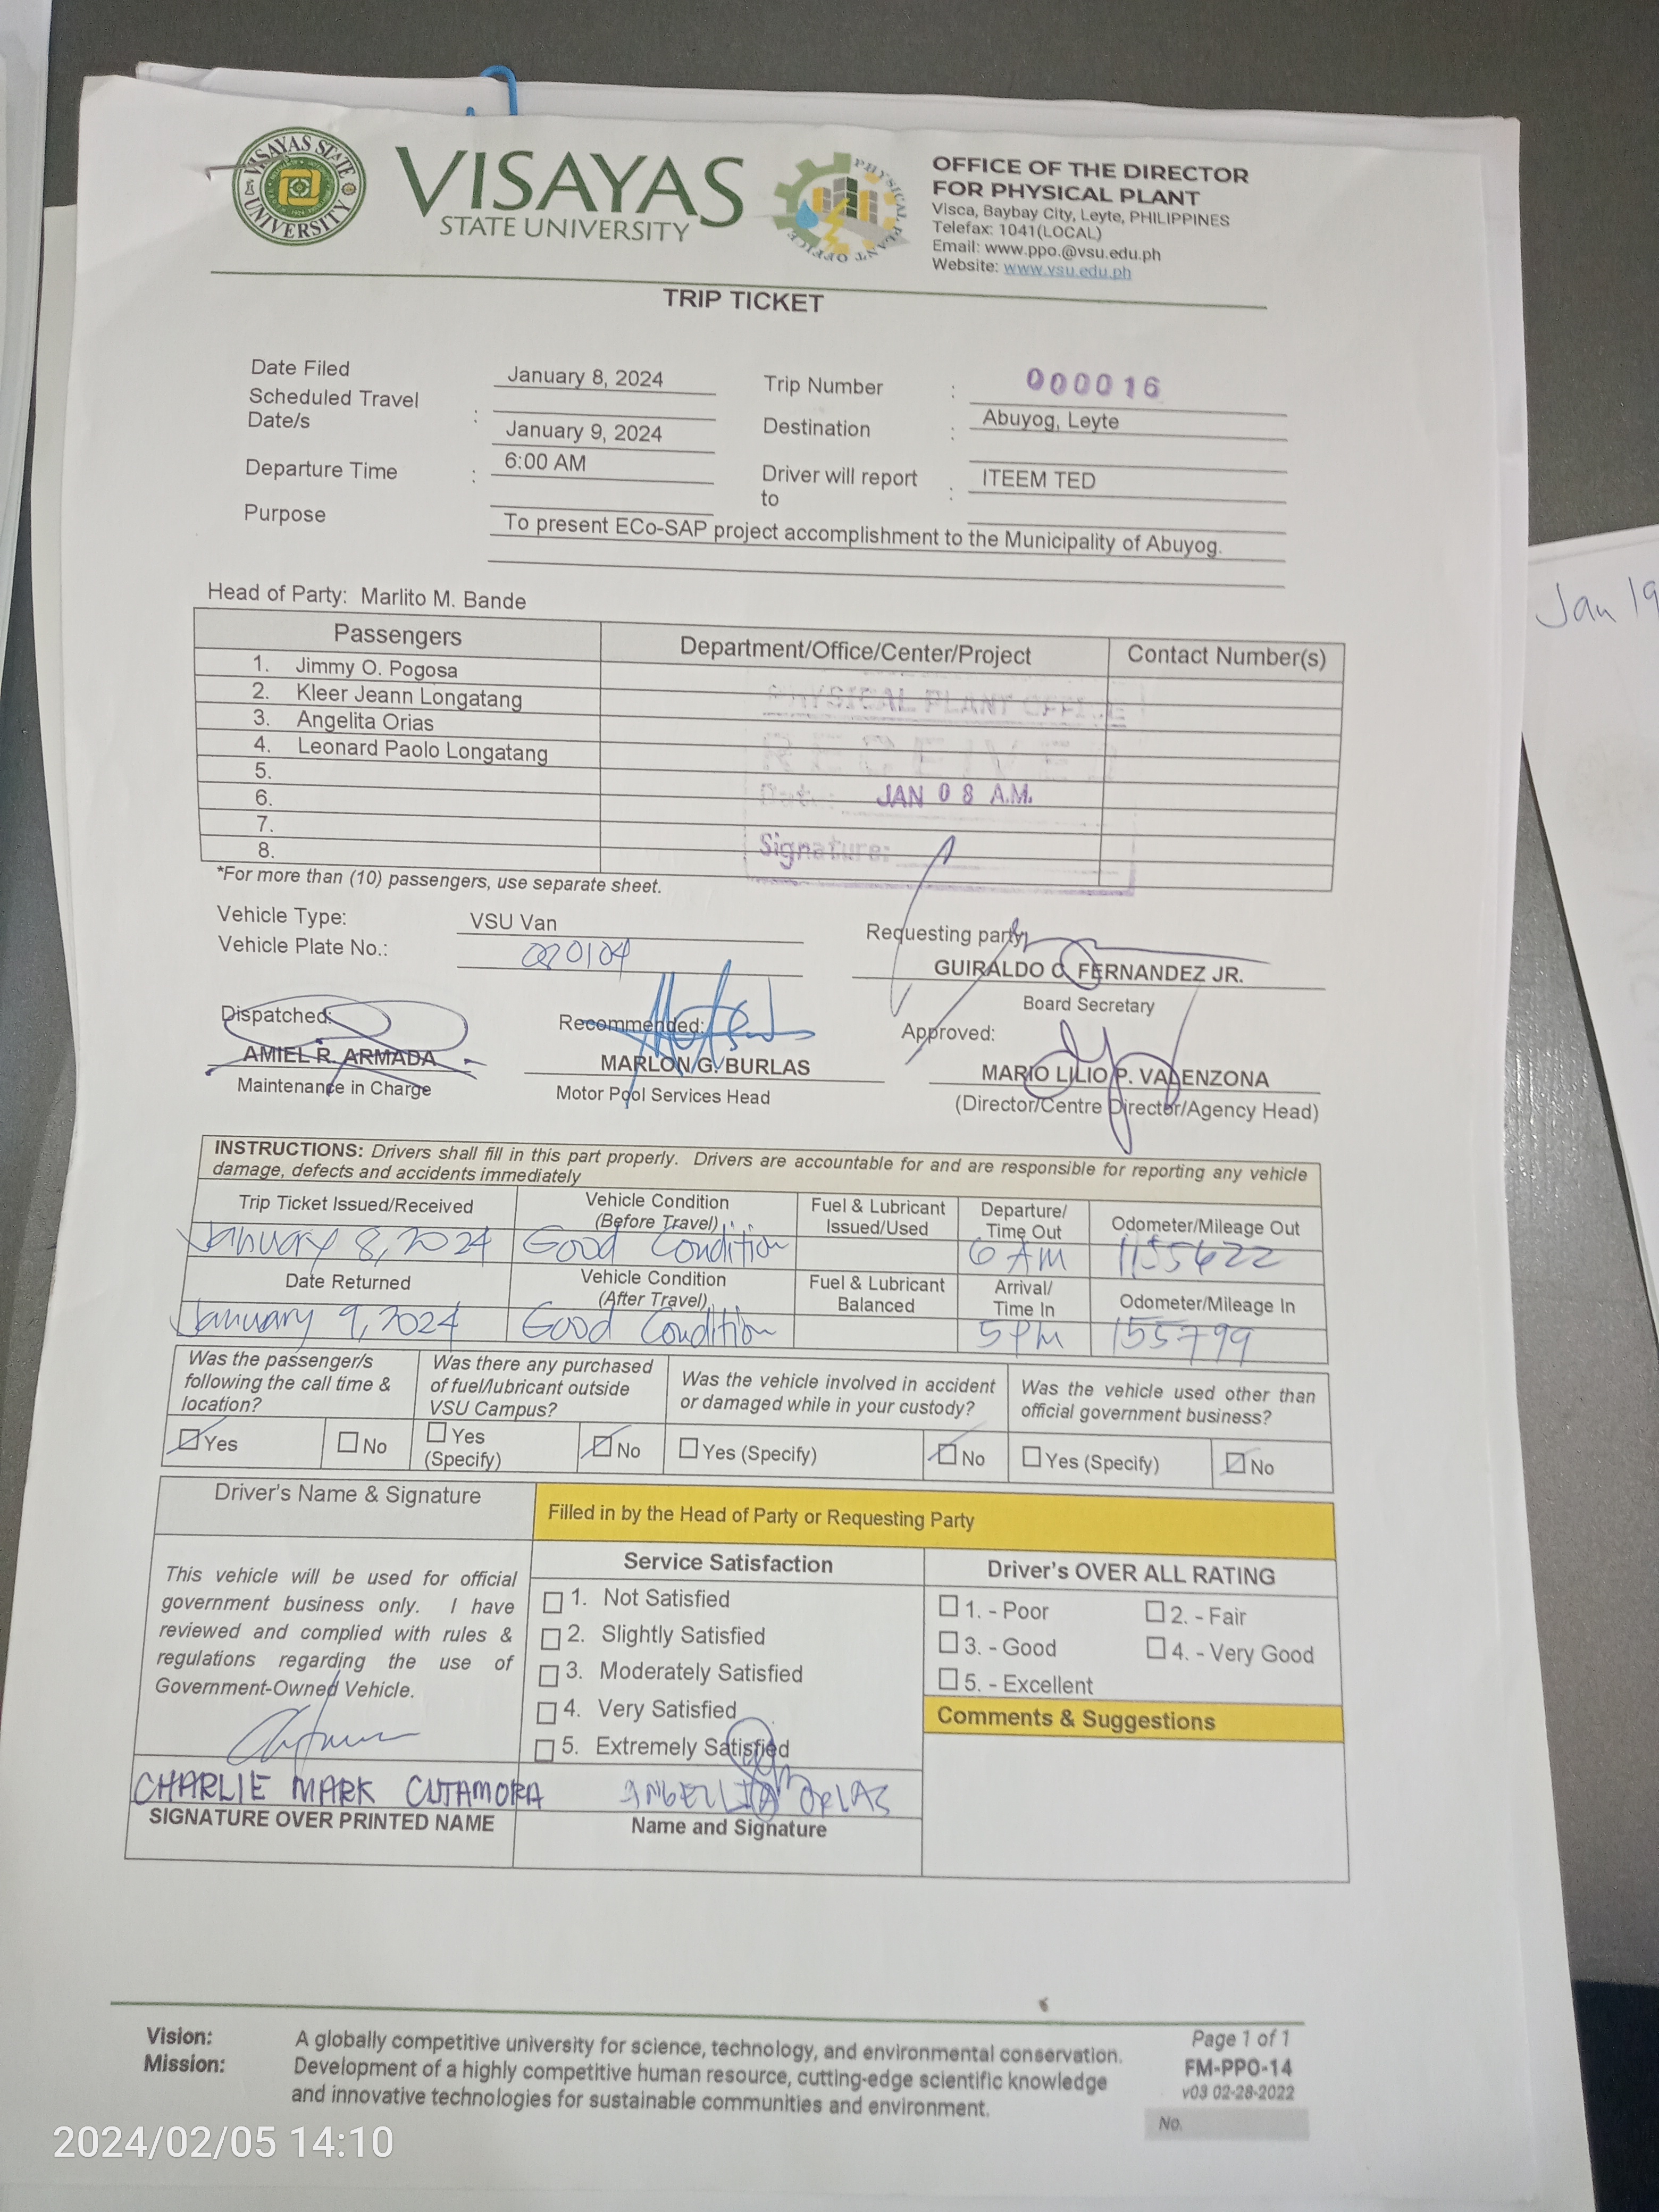 VISAYAS STATE UNIVERSITY
VISAYAS
STATE UNIVERSITY
PHYSICAL PLANT OFFICE
OFFICE OF THE DIRECTOR
FOR PHYSICAL PLANT
Visca, Baybay City, Leyte, PHILIPPINES
Telefax: 1041(LOCAL)
Email: www.ppo.@vsu.edu.ph
Website: www.vsu.edu.ph
TRIP TICKET
Date Filed January 8, 2024 Trip Number : 000016
Scheduled Travel Date/s : January 9, 2024 Destination : Abuyog, Leyte
Departure Time : 6:00 AM Driver will report to : ITEEM TED
Purpose To present ECo-SAP project accomplishment to the Municipality of Abuyog.
Head of Party: Marlito M. Bande
Passengers Department/Office/Center/Project Contact Number(s)
1. Jimmy O. Pogosa
2. Kleer Jeann Longatang
3. Angelita Orias
4. Leonard Paolo Longatang
5.
6.
7.
8.
PHYSICAL PLANT OFFICE
RECEIVED
Date: JAN 08 A.M.
Signature:
*For more than (10) passengers, use separate sheet.
Vehicle Type: VSU Van
Vehicle Plate No.:
Requesting party:
GUIRALDO C. FERNANDEZ JR.
Board Secretary
Dispatched:
AMIEL R. ARMADA
Maintenance in Charge
Recommended:
MARLON G. BURLAS
Motor Pool Services Head
Approved:
MARIO LILIO P. VALENZONA
(Director/Centre Director/Agency Head)
INSTRUCTIONS: Drivers shall fill in this part properly. Drivers are accountable for and are responsible for reporting any vehicle
damage, defects and accidents immediately
Trip Ticket Issued/Received Vehicle Condition (Before Travel) Fuel & Lubricant Issued/Used Departure/ Time Out Odometer/Mileage Out
January 8, 2024 Good Condition 6 AM
Date Returned Vehicle Condition (After Travel) Fuel & Lubricant Balanced Arrival/ Time In Odometer/Mileage In
January 9, 2024 Good Condition 5 PM 155799
Was the passenger/s following the call time & location?
Yes No
Was there any purchased of fuel/lubricant outside VSU Campus?
Yes (Specify) No
Was the vehicle involved in accident or damaged while in your custody?
Yes (Specify) No
Was the vehicle used other than official government business?
Yes (Specify) No
Driver's Name & Signature
Filled in by the Head of Party or Requesting Party
This vehicle will be used for official
government business only. I have
reviewed and complied with rules &
regulations regarding the use of
Government-Owned Vehicle.
CHARLIE MARK CUTAMORA
SIGNATURE OVER PRINTED NAME
Service Satisfaction
1. Not Satisfied
2. Slightly Satisfied
3. Moderately Satisfied
4. Very Satisfied
5. Extremely Satisfied
ANGELITA ORIAS
Name and Signature
Driver's OVER ALL RATING
1. - Poor 2. - Fair
3. - Good 4. - Very Good
5. - Excellent
Comments & Suggestions
Vision: A globally competitive university for science, technology, and environmental conservation.
Mission: Development of a highly competitive human resource, cutting-edge scientific knowledge
and innovative technologies for sustainable communities and environment.
Page 1 of 1
FM-PPO-14
v03 02-28-2022
No.
Jan 19
2024/02/05 14:10